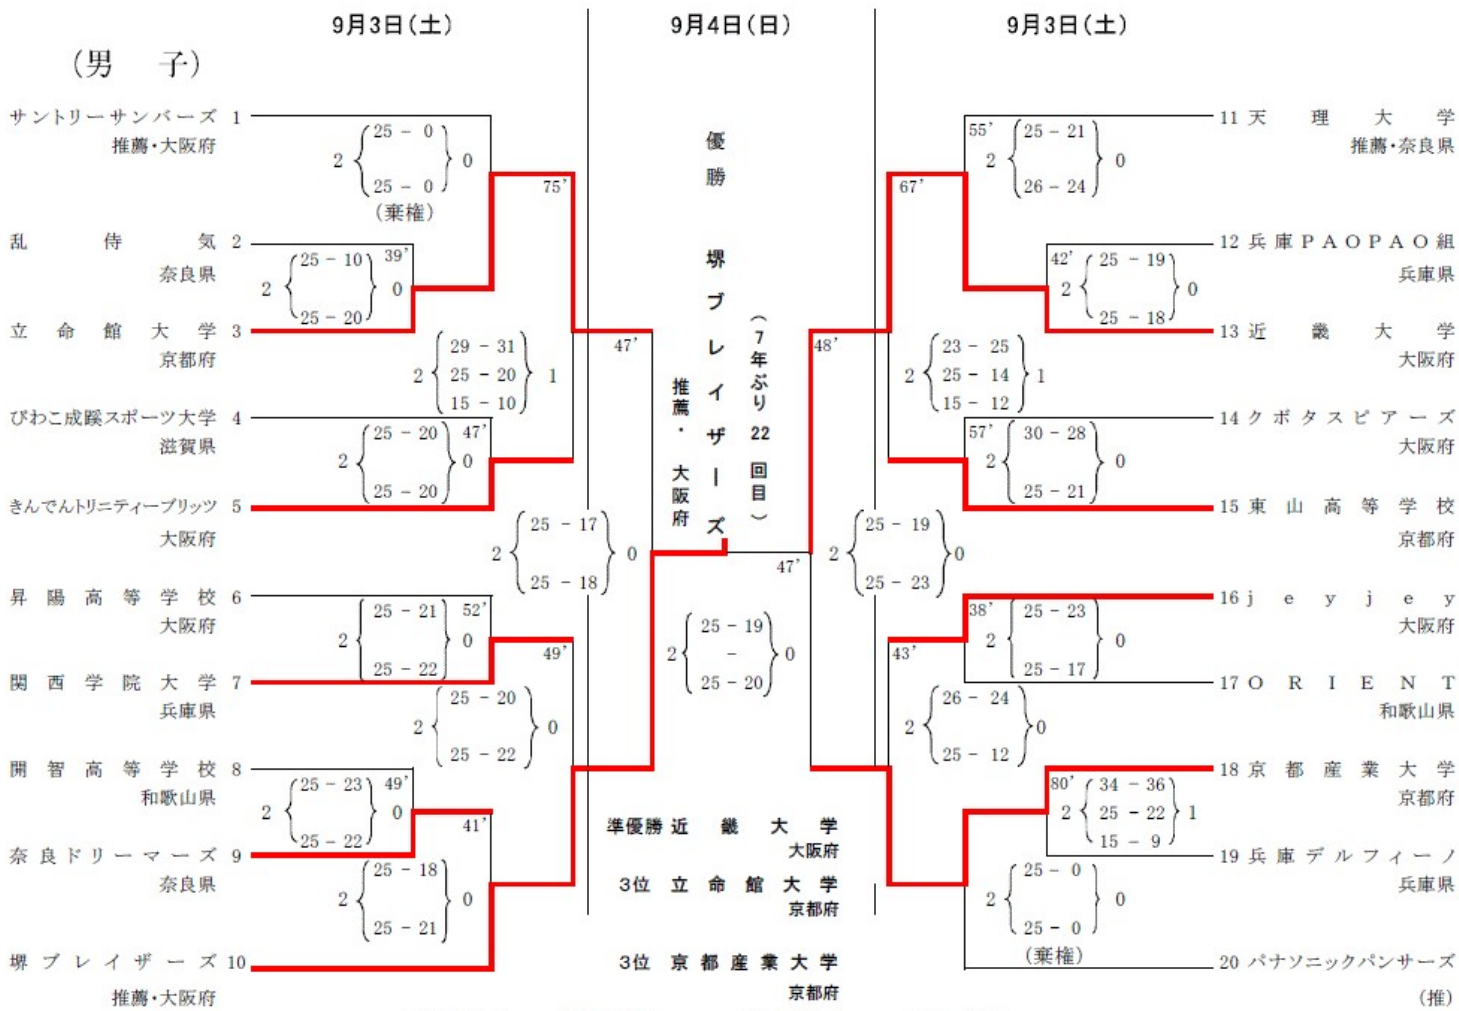 9月3日(土)
9月4日(日)
9月3日(土)
(男 子)
サントリーサンバーズ 1
推薦・大阪府
2 25 - 0 0
25 - 0
(棄権)
75'
乱 侍 気 2
奈良県
39'
2 25 - 10 0
25 - 20
立 命 館 大 学 3
京都府
29 - 31
2 25 - 20 1
15 - 10
47'
びわこ成蹊スポーツ大学 4
滋賀県
47'
2 25 - 20 0
25 - 20
きんでんトリニティーブリッツ 5
大阪府
2 25 - 17 0
25 - 18
昇 陽 高 等 学 校 6
大阪府
52'
2 25 - 21 0
25 - 22
49'
関 西 学 院 大 学 7
兵庫県
2 25 - 20 0
25 - 22
開 智 高 等 学 校 8
和歌山県
49'
2 25 - 23 0
25 - 22
41'
奈 良 ド リ ー マ ー ズ 9
奈良県
2 25 - 18 0
25 - 21
堺 ブ レ イ ザ ー ズ 10
推薦・大阪府
優勝 堺ブレイザーズ
推薦・大阪府
(7年ぶり 22 回目)
47'
25 - 19
2 - 0
25 - 20
準優勝 近 畿 大 学
大阪府
3位 立 命 館 大 学
京都府
3位 京 都 産 業 大 学
京都府
11 天 理 大 学
推薦・奈良県
55'
2 25 - 21 0
26 - 24
67'
12 兵 庫 P A O P A O 組
兵庫県
42'
2 25 - 19 0
25 - 18
13 近 畿 大 学
大阪府
48'
23 - 25
2 25 - 14 1
15 - 12
14 ク ボ タ ス ピ ア ー ズ
大阪府
57'
2 30 - 28 0
25 - 21
15 東 山 高 等 学 校
京都府
2 25 - 19 0
25 - 23
16 j e y j e y
大阪府
38'
2 25 - 23 0
25 - 17
43'
17 O R I E N T
和歌山県
2 26 - 24 0
25 - 12
18 京 都 産 業 大 学
京都府
80'
34 - 36
2 25 - 22 1
15 - 9
19 兵 庫 デ ル フ ィ ー ノ
兵庫県
2 25 - 0 0
25 - 0
(棄権)
20 パナソニックパンサーズ
(推)